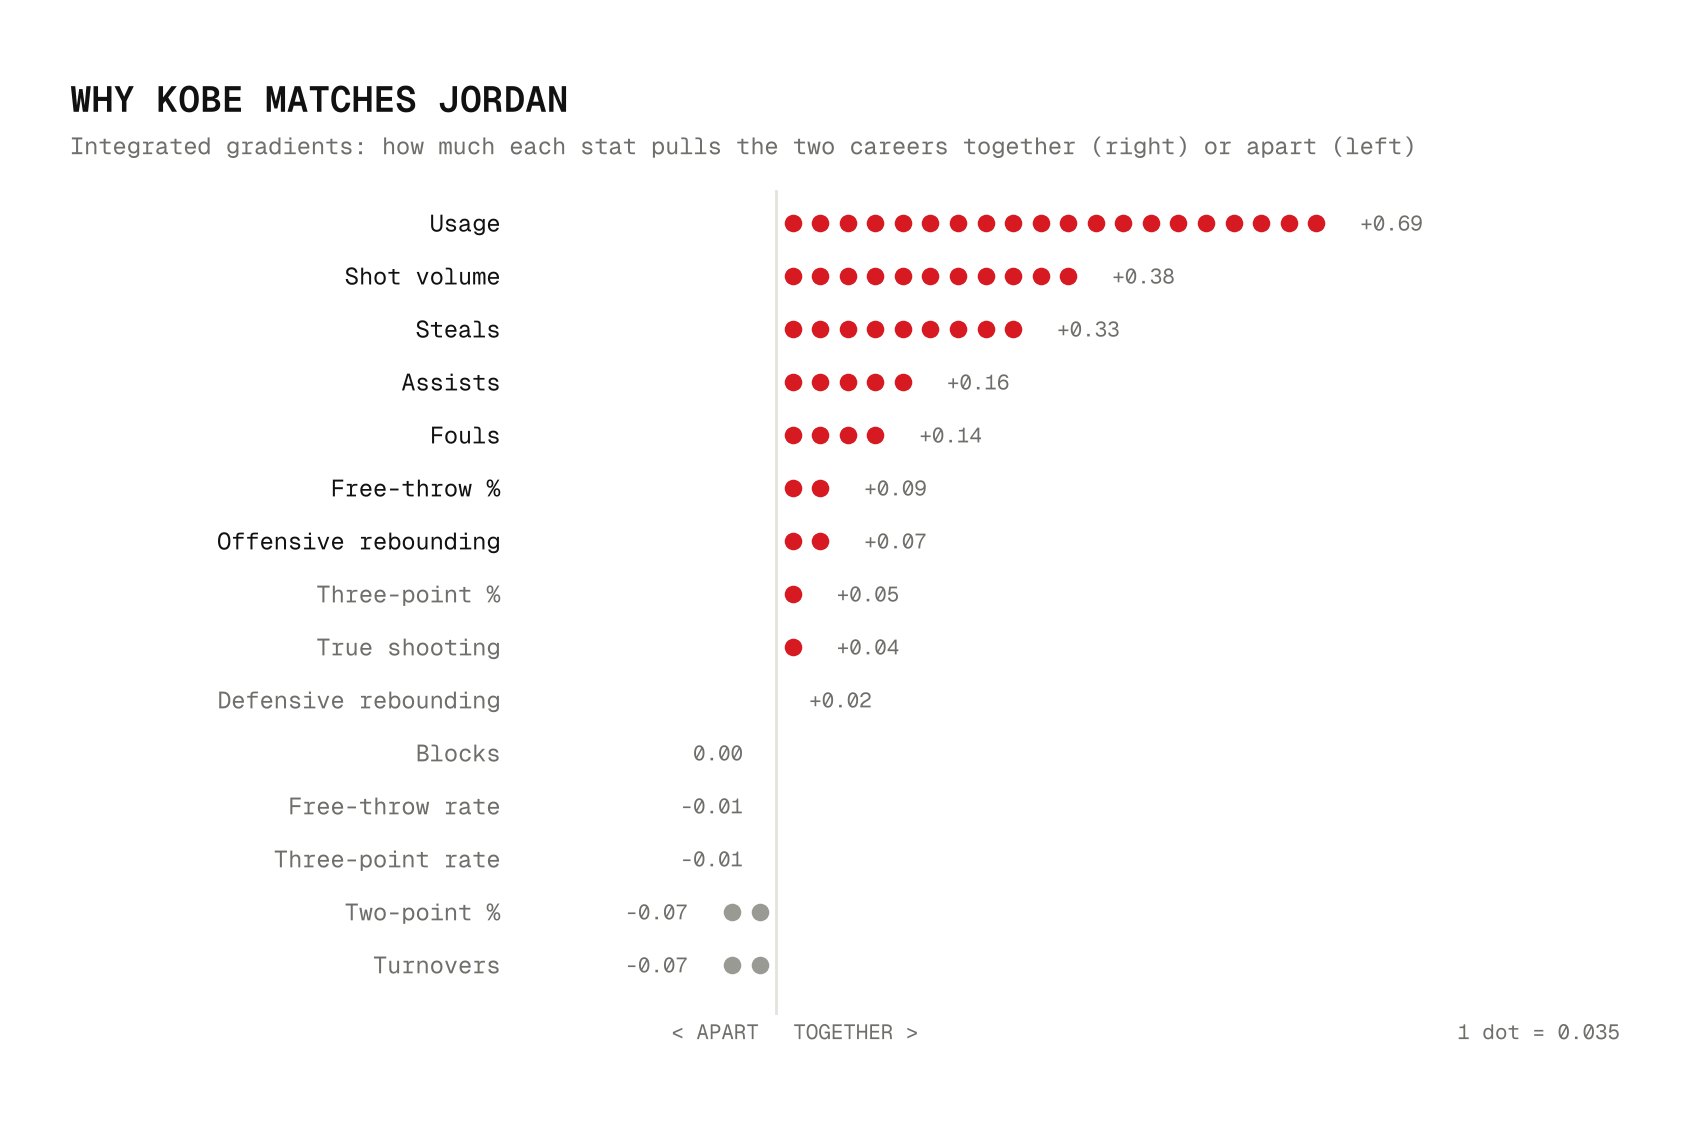 WHY KOBE MATCHES JORDAN
Integrated gradients: how much each stat pulls the two careers together (right) or apart (left)
Usage +0.69
Shot volume +0.38
Steals +0.33
Assists +0.16
Fouls +0.14
Free-throw % +0.09
Offensive rebounding +0.07
Three-point % +0.05
True shooting +0.04
Defensive rebounding +0.02
Blocks 0.00
Free-throw rate -0.01
Three-point rate -0.01
Two-point % -0.07
Turnovers -0.07
< APART TOGETHER > 1 dot = 0.035